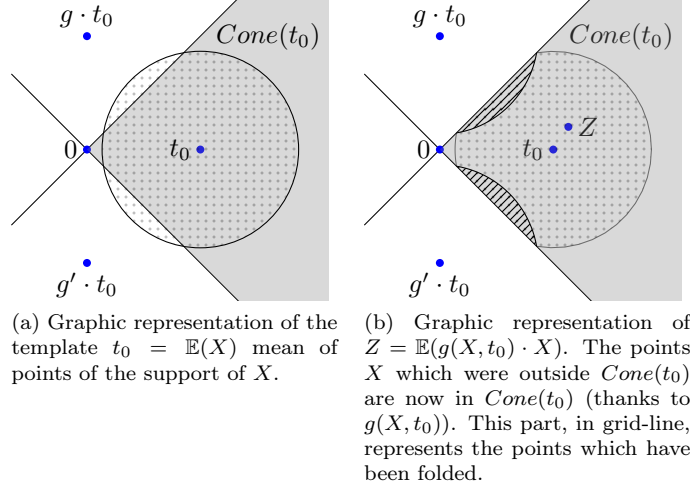 g · t₀
Cone(t₀)
0
t₀
g′ · t₀
(a) Graphic representation of the
template t₀ = 𝔼(X) mean of
points of the support of X.
g · t₀
Cone(t₀)
Z
0
t₀
g′ · t₀
(b) Graphic representation of
Z = 𝔼(g(X, t₀) · X). The points
X which were outside Cone(t₀)
are now in Cone(t₀) (thanks to
g(X, t₀)). This part, in grid-line,
represents the points which have
been folded.